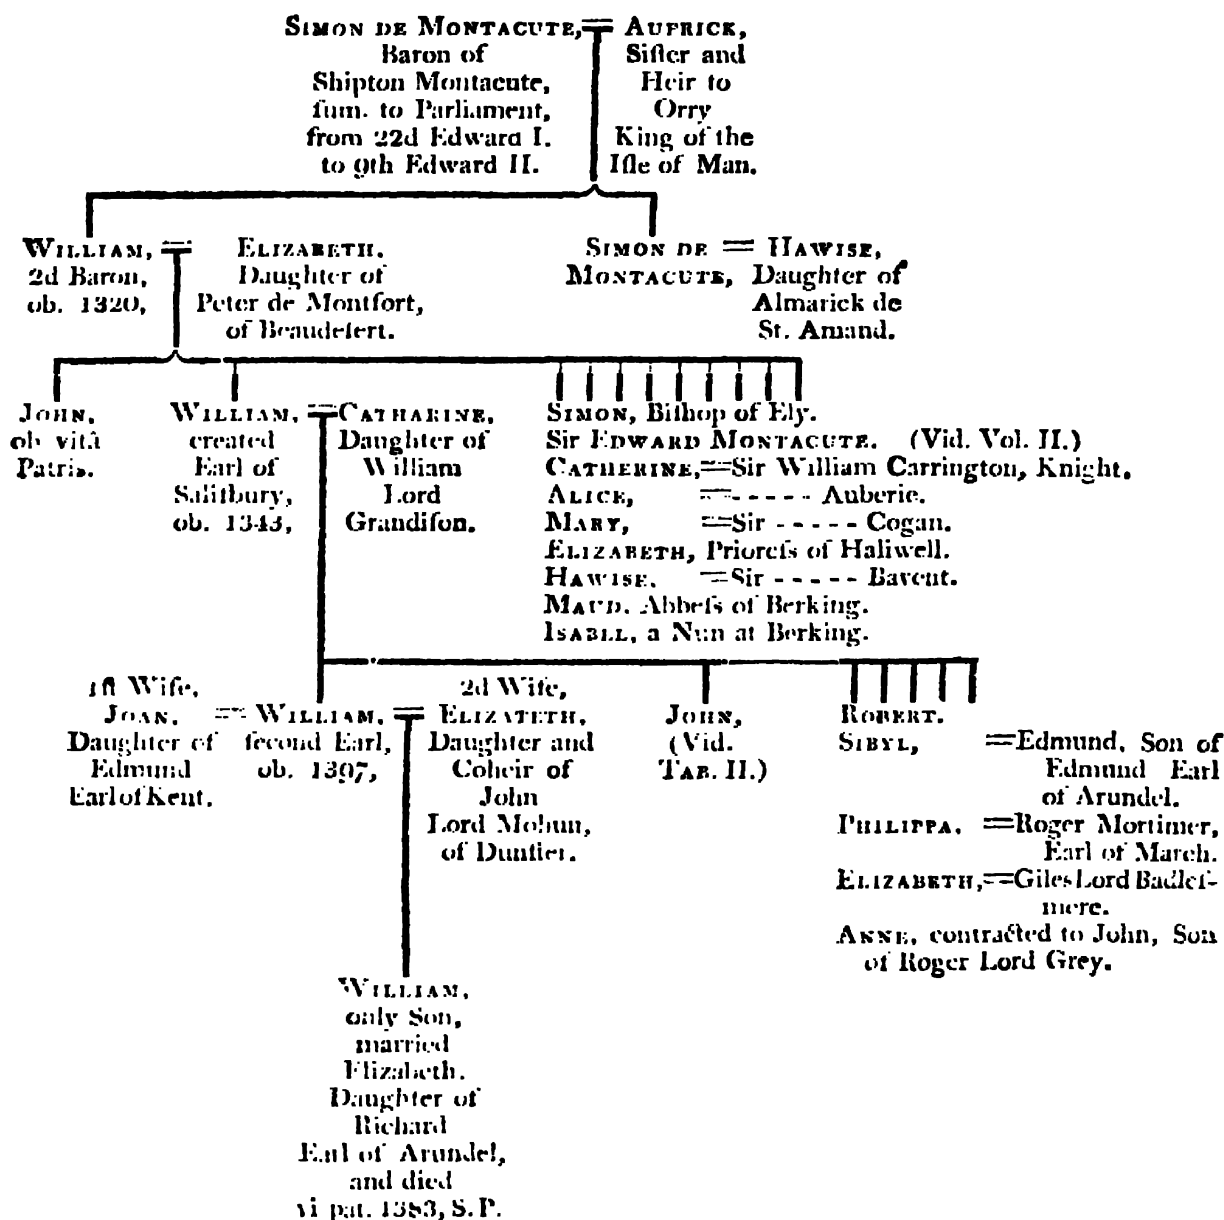 SIMON DE MONTACUTE,
Baron of
Shipton Montacute,
ſum. to Parliament,
from 22d Edward I.
to 9th Edward II.
=
AUFRICK,
Siſter and
Heir to
Orry
King of the
Iſle of Man.
WILLIAM,
2d Baron,
ob. 1320,
=
ELIZABETH.
Daughter of
Peter de Montfort,
of Beaudeſert.
SIMON DE
MONTACUTE,
=
HAWISE,
Daughter of
Almarick de
St. Amand.
JOHN.
ob vitâ
Patris.
WILLIAM,
created
Earl of
Saliſbury,
ob. 1343,
=
CATHARINE,
Daughter of
William
Lord
Grandiſon.
SIMON, Biſhop of Ely.
Sir EDWARD MONTACUTE. (Vid. Vol. II.)
CATHERINE,=Sir William Carrington, Knight.
ALICE, =- - - - - Auberie.
MARY, =Sir - - - - - Cogan.
ELIZABETH, Prioreſs of Haliwell.
HAWISE. =Sir - - - - - Bavent.
MAUD. Abbeſs of Berking.
ISABLL, a Nun at Berking.
1ſt Wife,
JOAN.
Daughter of
Edmund
Earl of Kent.
=
WILLIAM.
ſecond Earl,
ob. 1397,
=
2d Wife,
ELIZATETH.
Daughter and
Coheir of
John
Lord Mohun,
of Dunſter.
JOHN,
(Vid.
TAB. II.)
ROBERT.
SIBYL, =Edmund, Son of
Edmund Earl
of Arundel.
PHILIPPA. =Roger Mortimer,
Earl of March.
ELIZABETH,=Giles Lord Badleſ-
mere.
ANNE, contracted to John, Son
of Roger Lord Grey.
WILLIAM,
only Son,
married
Elizabeth.
Daughter of
Richard
Earl of Arundel,
and died
vi pat. 1383, S. P.